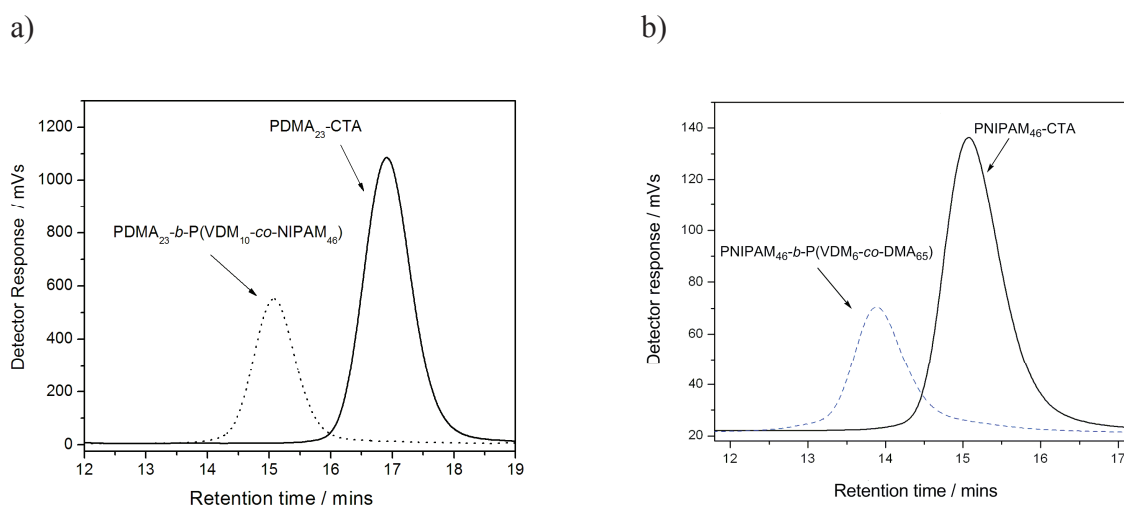 a)
b)
1200
1000
800
600
400
200
0
Detector Response / mVs
PDMA23-CTA
PDMA23-b-P(VDM10-co-NIPAM46)
12 13 14 15 16 17 18 19
Retention time / mins
140
120
100
80
60
40
20
Detector response / mVs
PNIPAM46-CTA
PNIPAM46-b-P(VDM6-co-DMA65)
12 13 14 15 16 17
Retention time / mins